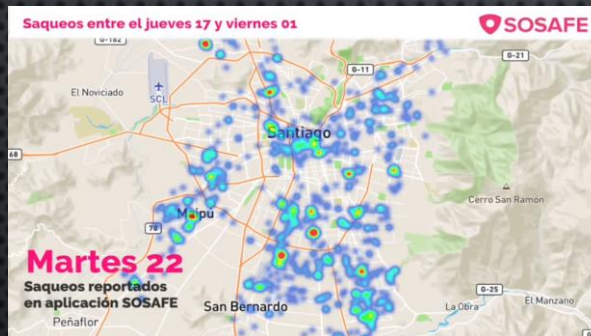 Saqueos entre el jueves 17 y viernes 01
SOSAFE
G-182
G-21
G-11
El Noviciado
SCL
Santiago
68
Cerro San Ramón
Maipú
78
Martes 22
Saqueos reportados
en aplicación SOSAFE
G-25
San Bernardo
La Obra
El Manzano
Peñaflor